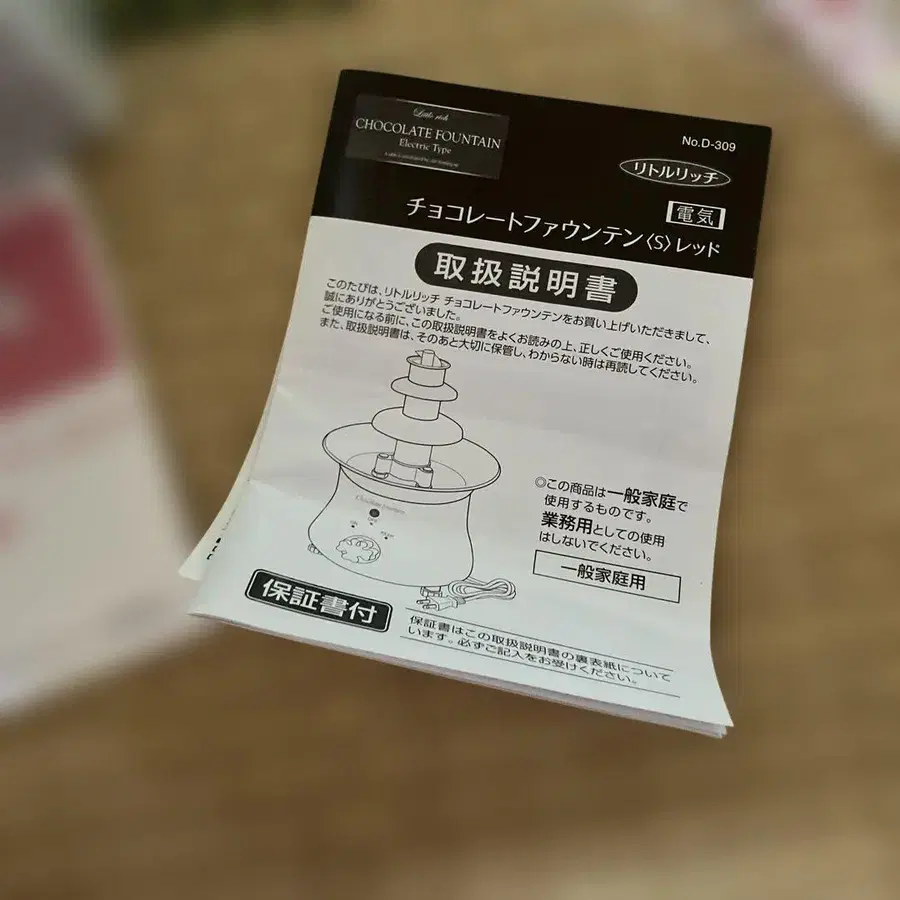 Little rich
CHOCOLATE FOUNTAIN
Electric Type
No.D-309
リトルリッチ
電気
チョコレートファウンテン〈S〉レッド
取扱説明書
このたびは、リトルリッチ チョコレートファウンテンをお買い上げいただきまして、
誠にありがとうございました。
ご使用になる前に、この取扱説明書をよくお読みの上、正しくご使用ください。
また、取扱説明書は、そのあと大切に保管し、わからない時は再読してください。
Chocolate Fountain
◎この商品は一般家庭で
使用するものです。
業務用としての使用
はしないでください。
一般家庭用
保証書付
保証書はこの取扱説明書の裏表紙について
います。必ずご記入をお受けください。